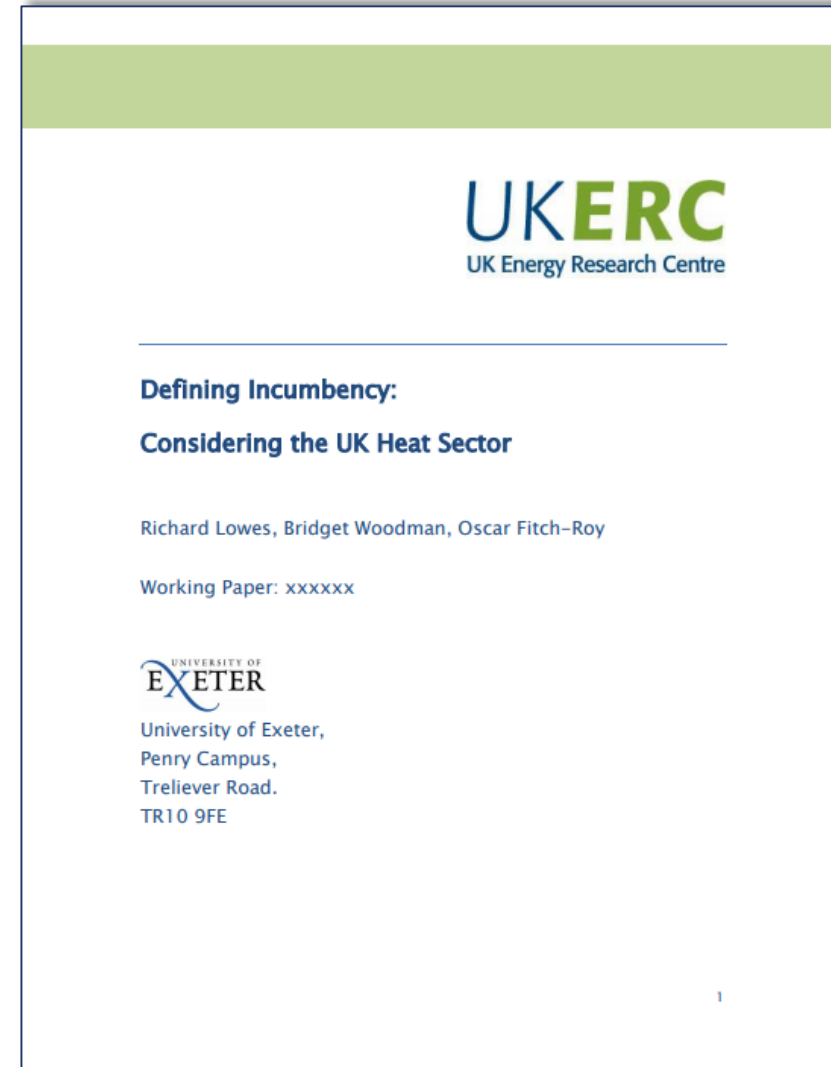 UKERC
UK Energy Research Centre
Defining Incumbency:
Considering the UK Heat Sector
Richard Lowes, Bridget Woodman, Oscar Fitch-Roy
Working Paper: xxxxxx
UNIVERSITY OF
EXETER
University of Exeter,
Penry Campus,
Treliever Road.
TR10 9FE
1